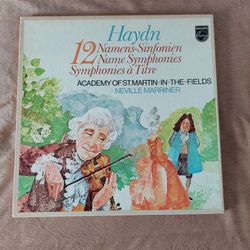 Haydn
12 Namens-Sinfonien
Name Symphonies
Symphonies à Titre
ACADEMY OF ST. MARTIN-IN-THE-FIELDS
NEVILLE MARRINER
PHILIPS